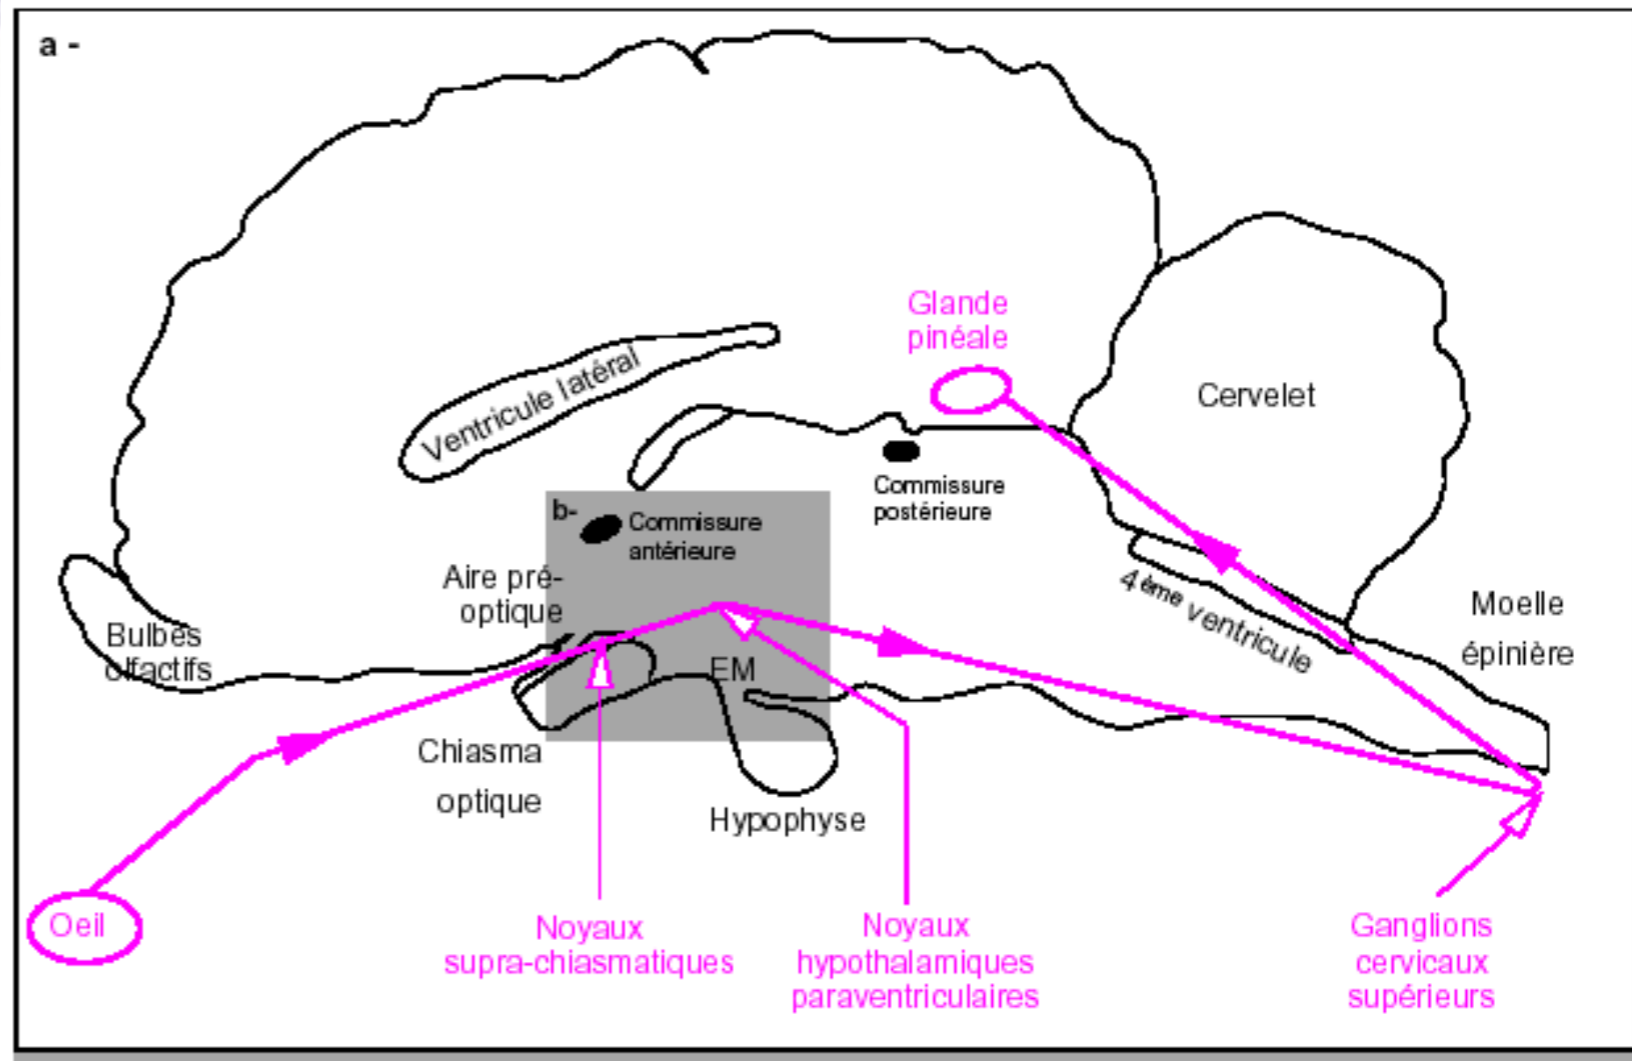 a -
Glande
pinéale
Ventricule latéral
Cervelet
Commissure
postérieure
b-
Commissure
antérieure
Aire pré-
optique
4ème ventricule
Moelle
épinière
Bulbes
olfactifs
EM
Chiasma
optique
Hypophyse
Oeil
Noyaux
supra-chiasmatiques
Noyaux
hypothalamiques
paraventriculaires
Ganglions
cervicaux
supérieurs